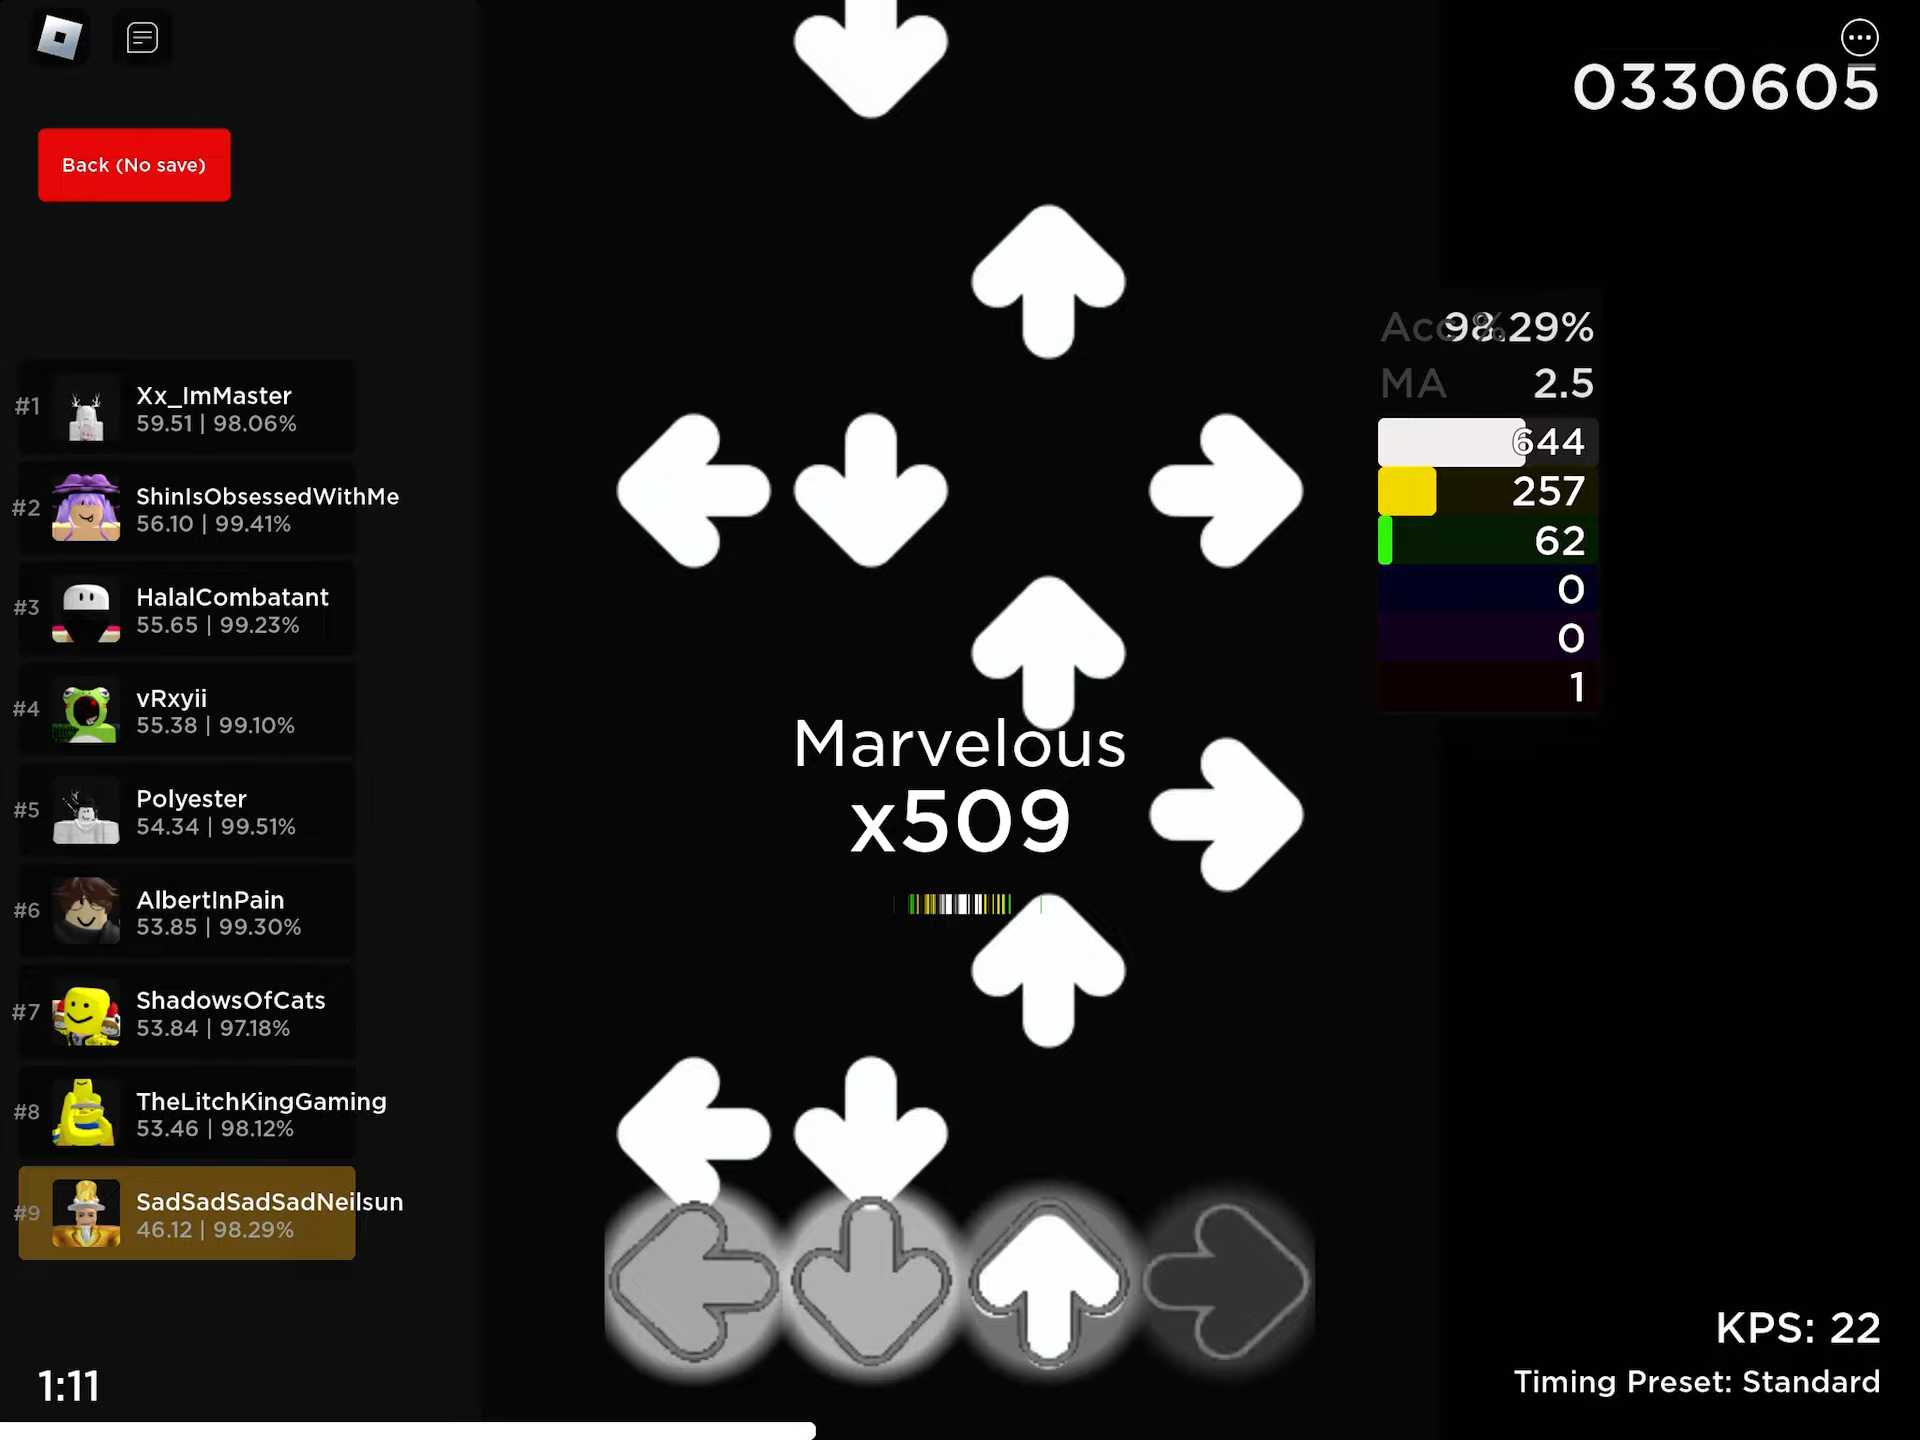 0330605
Back (No save)
Acc %
98.29%
MA 2.5
644
257
62
0
0
1
#1 Xx_ImMaster
59.51 | 98.06%
#2 ShinIsObsessedWithMe
56.10 | 99.41%
#3 HalalCombatant
55.65 | 99.23%
#4 vRxyii
55.38 | 99.10%
#5 Polyester
54.34 | 99.51%
#6 AlbertInPain
53.85 | 99.30%
#7 ShadowsOfCats
53.84 | 97.18%
#8 TheLitchKingGaming
53.46 | 98.12%
#9 SadSadSadSadNeilsun
46.12 | 98.29%
Marvelous
x509
KPS: 22
Timing Preset: Standard
1:11